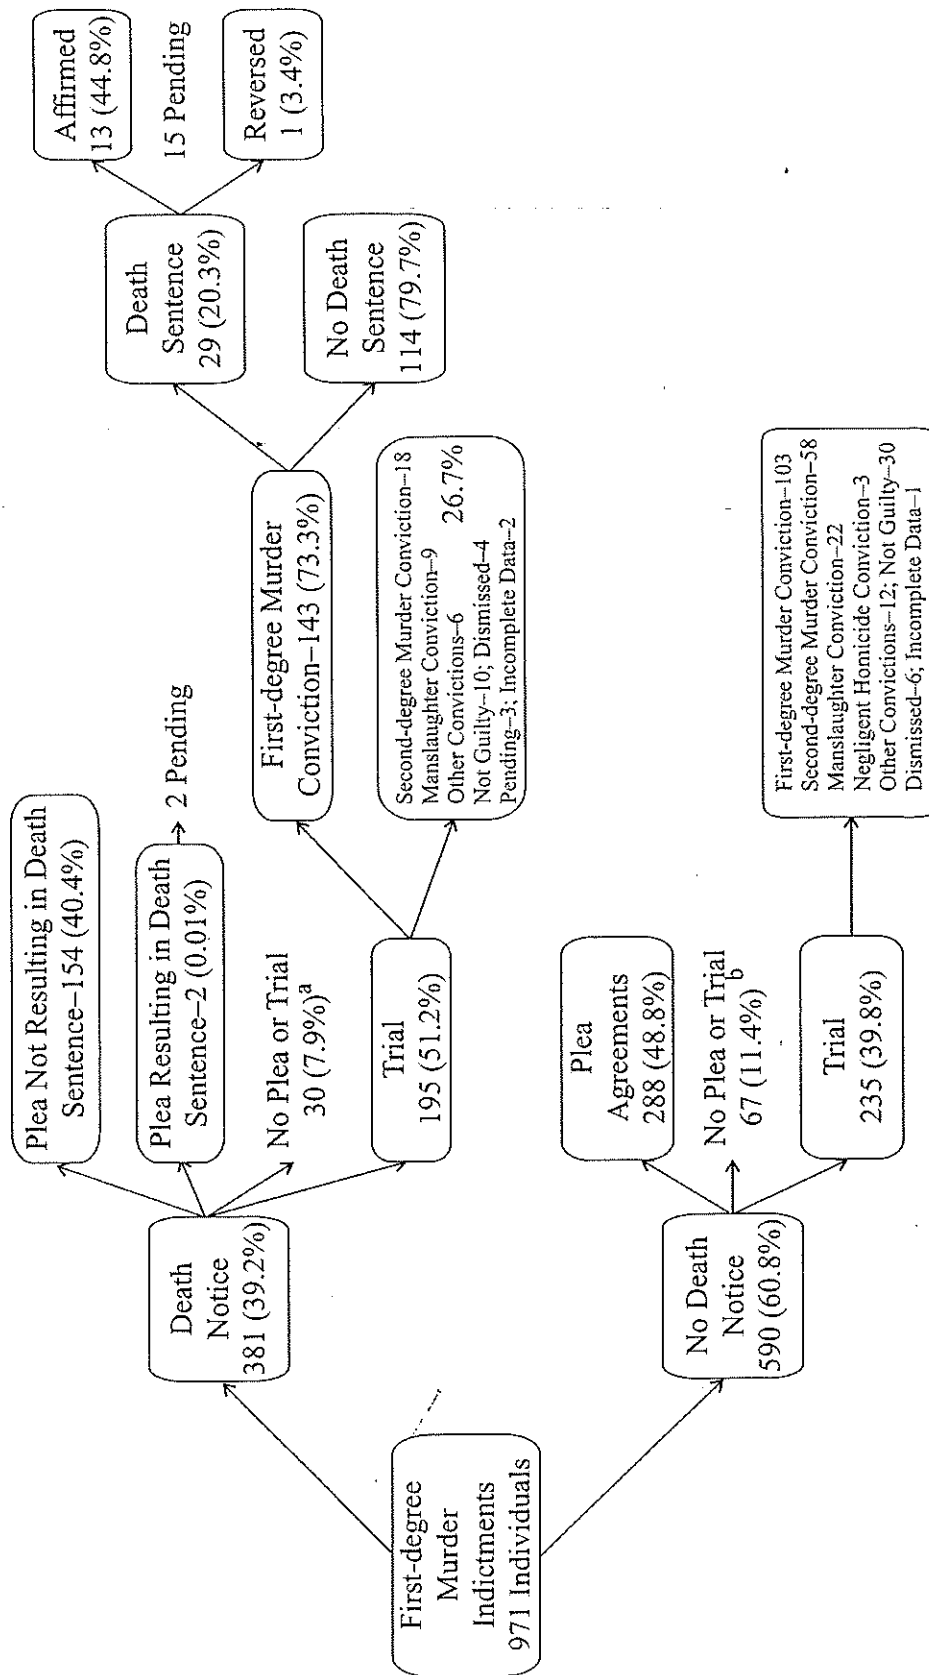 First-degree
Murder
Indictments
971 Individuals
Death
Notice
381 (39.2%)
No Death
Notice
590 (60.8%)
Plea Not Resulting in Death
Sentence–154 (40.4%)
Plea Resulting in Death
Sentence–2 (0.01%)
2 Pending
No Plea or Trial
30 (7.9%)a
Trial
195 (51.2%)
First-degree Murder
Conviction–143 (73.3%)
Second-degree Murder Conviction–18
Manslaughter Conviction–9
Other Convictions–6 26.7%
Not Guilty–10; Dismissed–4
Pending–3; Incomplete Data–2
Death
Sentence
29 (20.3%)
No Death
Sentence
114 (79.7%)
Affirmed
13 (44.8%)
15 Pending
Reversed
1 (3.4%)
Plea
Agreements
288 (48.8%)
No Plea or Trial
67 (11.4%)b
Trial
235 (39.8%)
First-degree Murder Conviction–103
Second-degree Murder Conviction–58
Manslaughter Conviction–22
Negligent Honicide Conviction–3
Other Convictions–12; Not Guilty–30
Dismissed–6; Incomplete Data–1